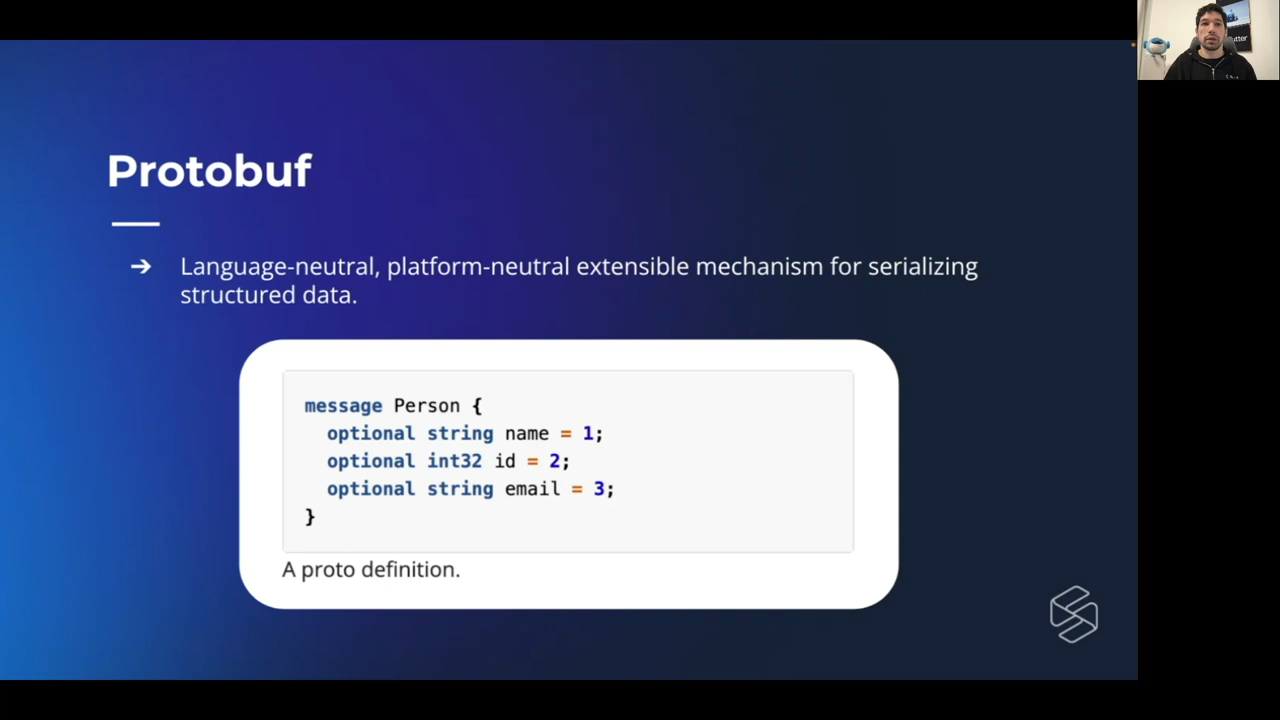 Protobuf
➔ Language-neutral, platform-neutral extensible mechanism for serializing
structured data.
message Person {
  optional string name = 1;
  optional int32 id = 2;
  optional string email = 3;
}
A proto definition.